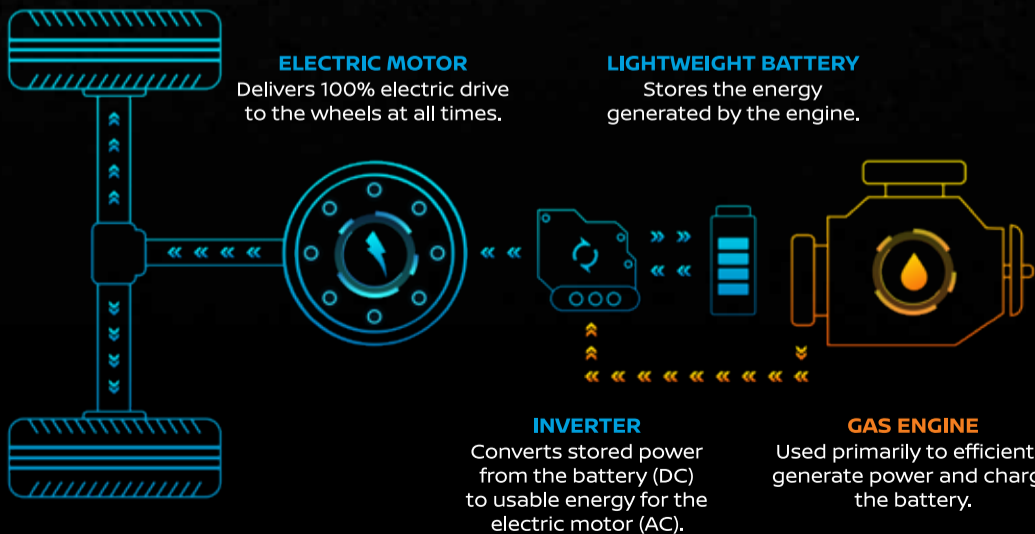 ELECTRIC MOTOR
Delivers 100% electric drive
to the wheels at all times.
LIGHTWEIGHT BATTERY
Stores the energy
generated by the engine.
INVERTER
Converts stored power
from the battery (DC)
to usable energy for the
electric motor (AC).
GAS ENGINE
Used primarily to efficient
generate power and charg
the battery.